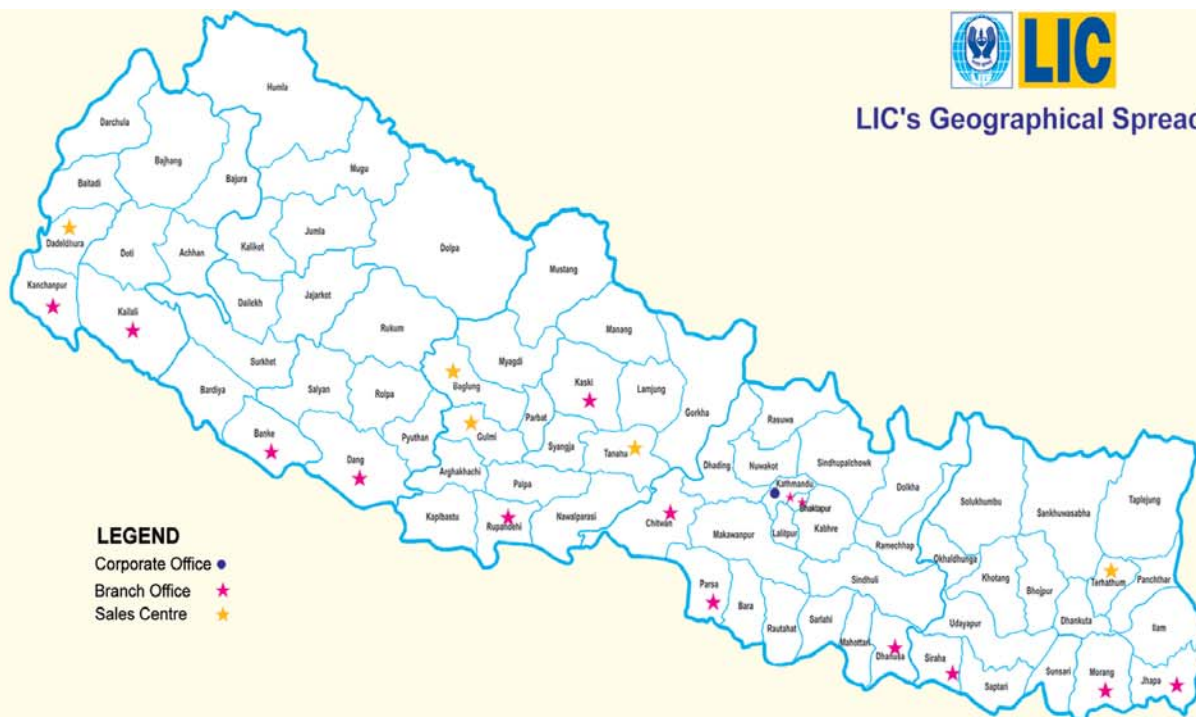 LIC
LIC's Geographical Spread
Humla
Darchula
Bajhang
Mugu
Baitadi
Bajura
Jumla
Dadeldhura
Doti
Achhan
Kalikot
Dolpa
Mustang
Kanchanpur
Kailali
Dailekh
Jajarkot
Rukum
Manang
Surkhet
Myagdi
Bardiya
Salyan
Rolpa
Baglung
Kaski
Lamjung
Parbat
Gorkha
Rasuwa
Banke
Dang
Pyuthan
Gulmi
Syangja
Tanaha
Dhading
Nuwakot
Sindhupalchowk
Arghakhachi
Palpa
Kathmandu
Dolkha
Solukhumbu
Sankhuwasabha
Taplejung
Kaplbastu
Rupandehi
Nawalparasi
Chitwan
Bhaktapur
Makawanpur
Lalitpur
Kabhre
Ramechhap
Okhaldhunga
Khotang
Bhojpur
Terhathum
Panchthar
Parsa
Bara
Rautahat
Sarlahi
Sindhuli
Mahottari
Dhanusa
Siraha
Udayapur
Saptari
Dhankuta
Sunsari
Morang
Ilam
Jhapa
LEGEND
Corporate Office
Branch Office
Sales Centre